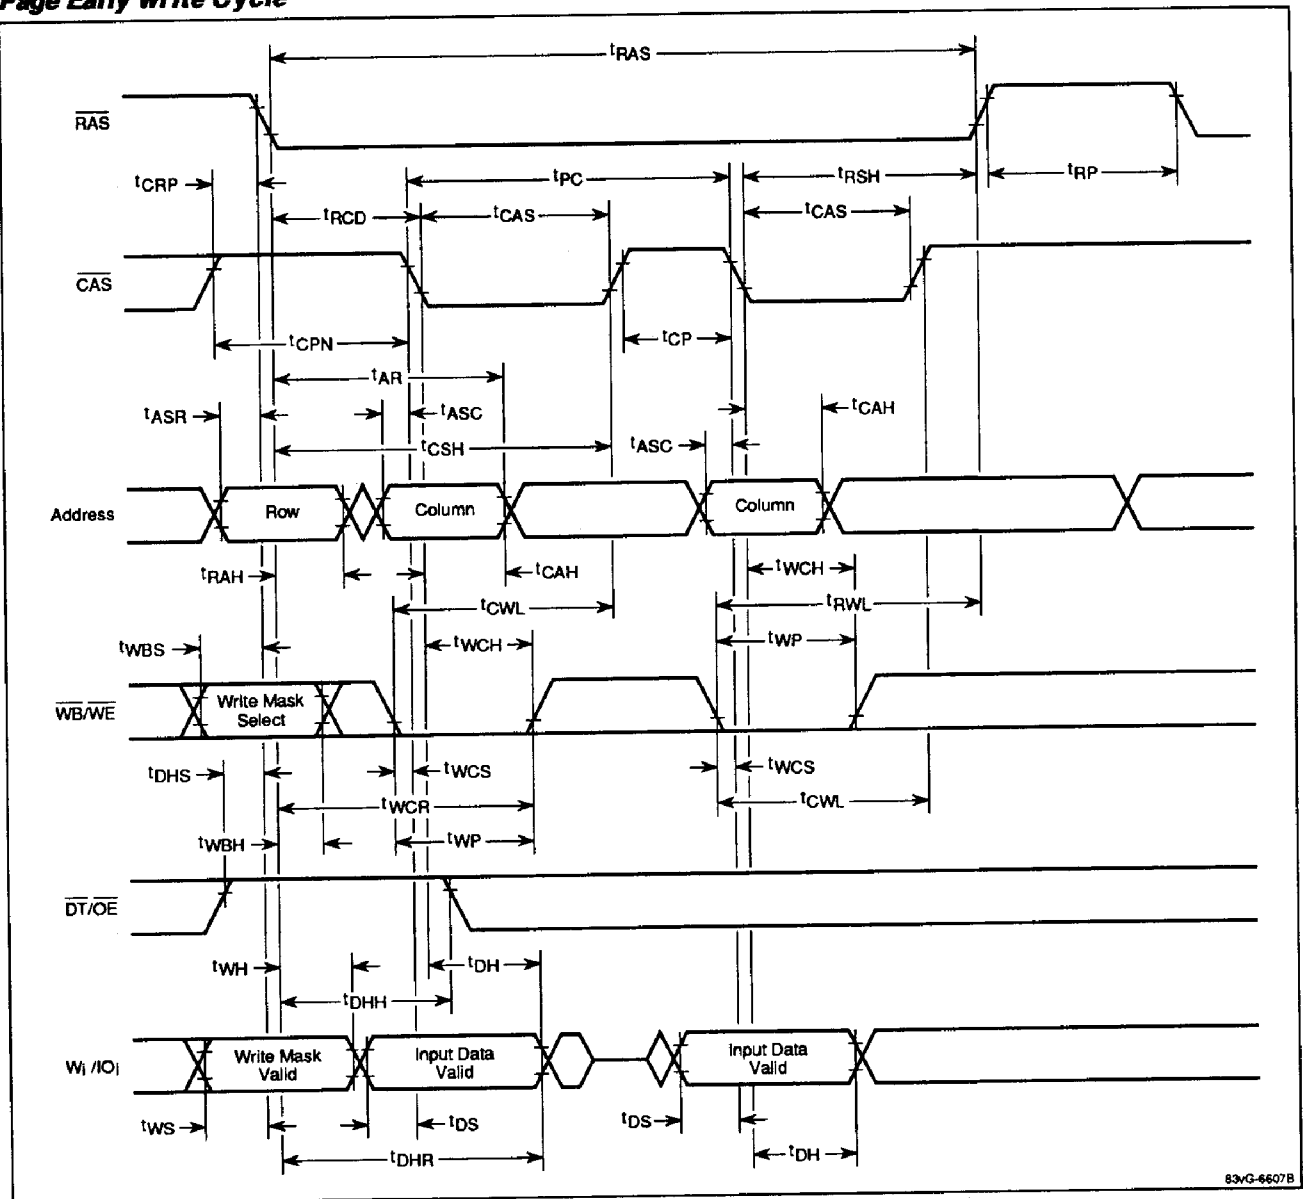 Page Early Write Cycle
tRAS
RAS
tCRP
tPC
tRSH
tRP
tRCD
tCAS
tCAS
CAS
tCPN
tCP
tAR
tASR
tASC
tCAH
tCSH
tASC
Address
Row
Column
Column
tRAH
tCAH
tWCH
tCWL
tRWL
tWBS
tWCH
tWP
WB/WE
Write Mask
Select
tDHS
tWCS
tWCS
tWCR
tCWL
tWBH
tWP
DT/OE
tWH
tDH
tDHH
Wi /IOi
Write Mask
Valid
Input Data
Valid
Input Data
Valid
tWS
tDS
tDS
tDHR
tDH
83vG-6607B